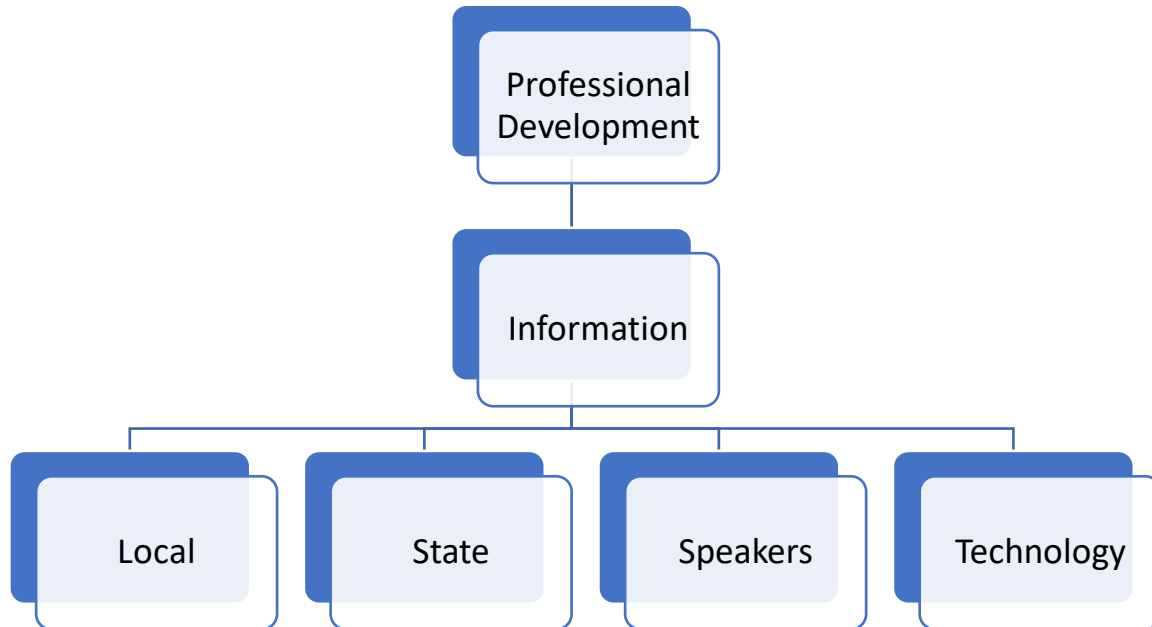 Professional
Development
Information
Local
State
Speakers
Technology